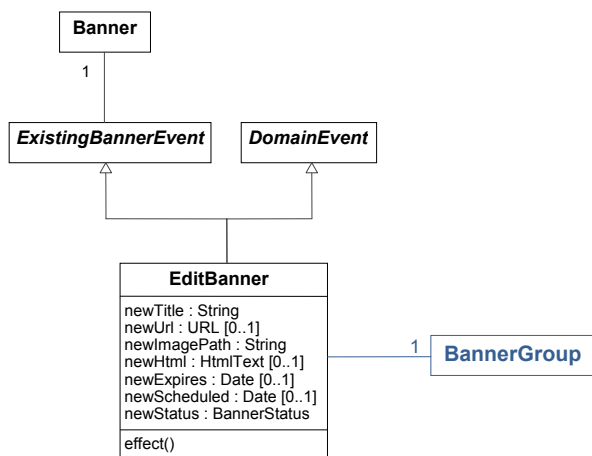 Banner
1
ExistingBannerEvent
DomainEvent
EditBanner
newTitle : String
newUrl : URL [0..1]
newImagePath : String
newHtml : HtmlText [0..1]
newExpires : Date [0..1]
newScheduled : Date [0..1]
newStatus : BannerStatus
effect()
1
BannerGroup